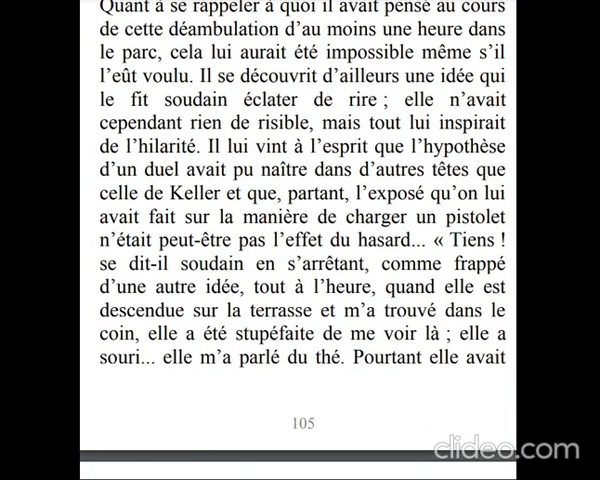 Quant à se rappeler à quoi il avait pensé au cours
de cette déambulation d’au moins une heure dans
le parc, cela lui aurait été impossible même s’il
l’eût voulu. Il se découvrit d’ailleurs une idée qui
le fit soudain éclater de rire ; elle n’avait
cependant rien de risible, mais tout lui inspirait
de l’hilarité. Il lui vint à l’esprit que l’hypothèse
d’un duel avait pu naître dans d’autres têtes que
celle de Keller et que, partant, l’exposé qu’on lui
avait fait sur la manière de charger un pistolet
n’était peut-être pas l’effet du hasard... « Tiens !
se dit-il soudain en s’arrêtant, comme frappé
d’une autre idée, tout à l’heure, quand elle est
descendue sur la terrasse et m’a trouvé dans le
coin, elle a été stupéfaite de me voir là ; elle a
souri... elle m’a parlé du thé. Pourtant elle avait
105
clideo.com